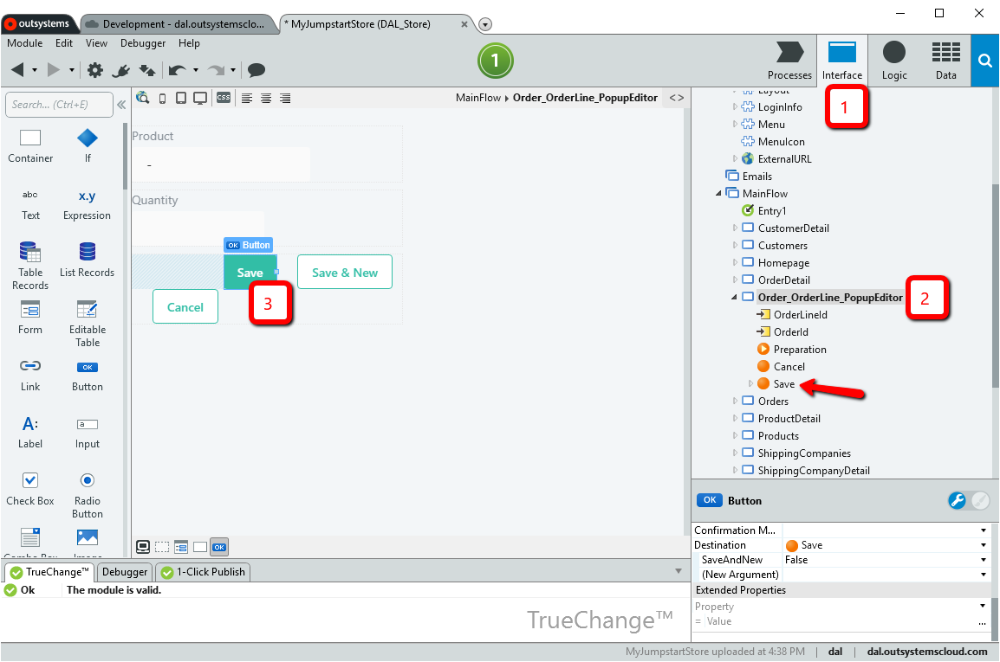 outsystems
Development - dal.outsystemsclo...
* MyJumpstartStore (DAL_Store)
Module Edit View Debugger Help
1
Processes Interface Logic Data
Search... (Ctrl+E)
CSS
MainFlow Order_OrderLine_PopupEditor <>
Container If
abc x.y
Text Expression
Table Records
List Records
Form
Editable Table
OK
Link Button
A:
a
Label Input
Check Box
Radio Button
Product
-
Quantity
OK Button
Save
Save & New
Cancel
3
OK
Layout
LoginInfo
1
Menu
MenuIcon
ExternalURL
Emails
MainFlow
Entry1
CustomerDetail
Customers
Homepage
OrderDetail
Order_OrderLine_PopupEditor
2
OrderLineId
OrderId
Preparation
Cancel
Save
Orders
ProductDetail
Products
ShippingCompanies
ShippingCompanyDetail
OK Button
Confirmation M...
Destination Save
SaveAndNew False
(New Argument)
Extended Properties
Property
= Value ...
TrueChange™ Debugger 1-Click Publish
Ok The module is valid.
TrueChange™
MyJumpstartStore uploaded at 4:38 PM | dal | dal.outsystemscloud.com